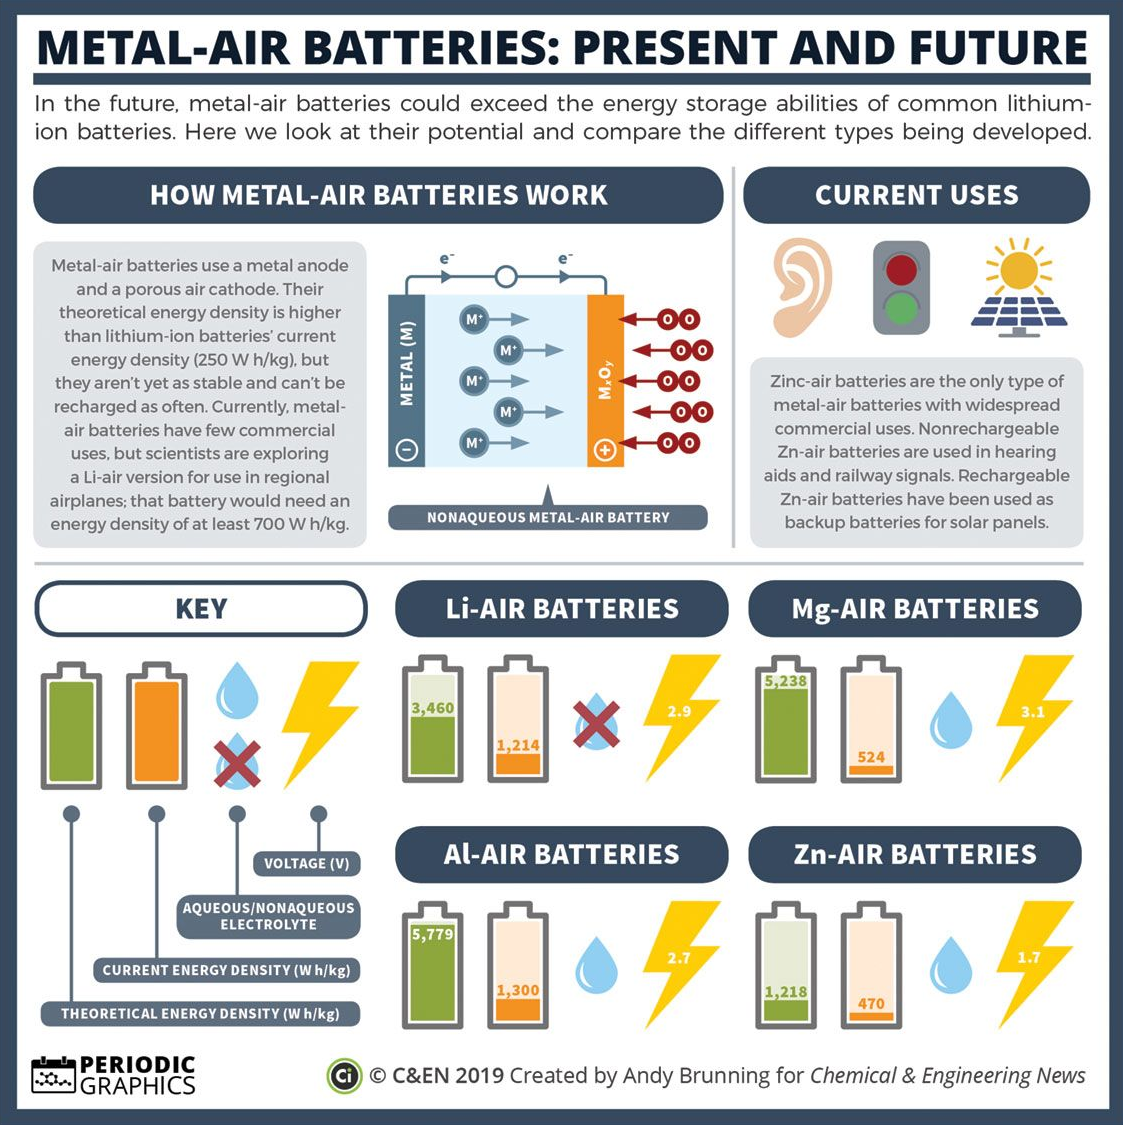 METAL-AIR BATTERIES: PRESENT AND FUTURE
In the future, metal-air batteries could exceed the energy storage abilities of common lithium-
ion batteries. Here we look at their potential and compare the different types being developed.
HOW METAL-AIR BATTERIES WORK
Metal-air batteries use a metal anode
and a porous air cathode. Their
theoretical energy density is higher
than lithium-ion batteries’ current
energy density (250 W h/kg), but
they aren’t yet as stable and can’t be
recharged as often. Currently, metal-
air batteries have few commercial
uses, but scientists are exploring
a Li-air version for use in regional
airplanes; that battery would need an
energy density of at least 700 W h/kg.
e⁻ e⁻
METAL (M)
−
M⁺
M⁺
M⁺
M⁺
M⁺
MₓOᵧ
+
O O
O O
O O
O O
O O
NONAQUEOUS METAL-AIR BATTERY
CURRENT USES
Zinc-air batteries are the only type of
metal-air batteries with widespread
commercial uses. Nonrechargeable
Zn-air batteries are used in hearing
aids and railway signals. Rechargeable
Zn-air batteries have been used as
backup batteries for solar panels.
KEY
VOLTAGE (V)
AQUEOUS/NONAQUEOUS
ELECTROLYTE
CURRENT ENERGY DENSITY (W h/kg)
THEORETICAL ENERGY DENSITY (W h/kg)
Li-AIR BATTERIES
3,460
1,214
2.9
Mg-AIR BATTERIES
5,238
524
3.1
Al-AIR BATTERIES
5,779
1,300
2.7
Zn-AIR BATTERIES
1,218
470
1.7
PERIODIC
GRAPHICS
Ci © C&EN 2019 Created by Andy Brunning for Chemical & Engineering News